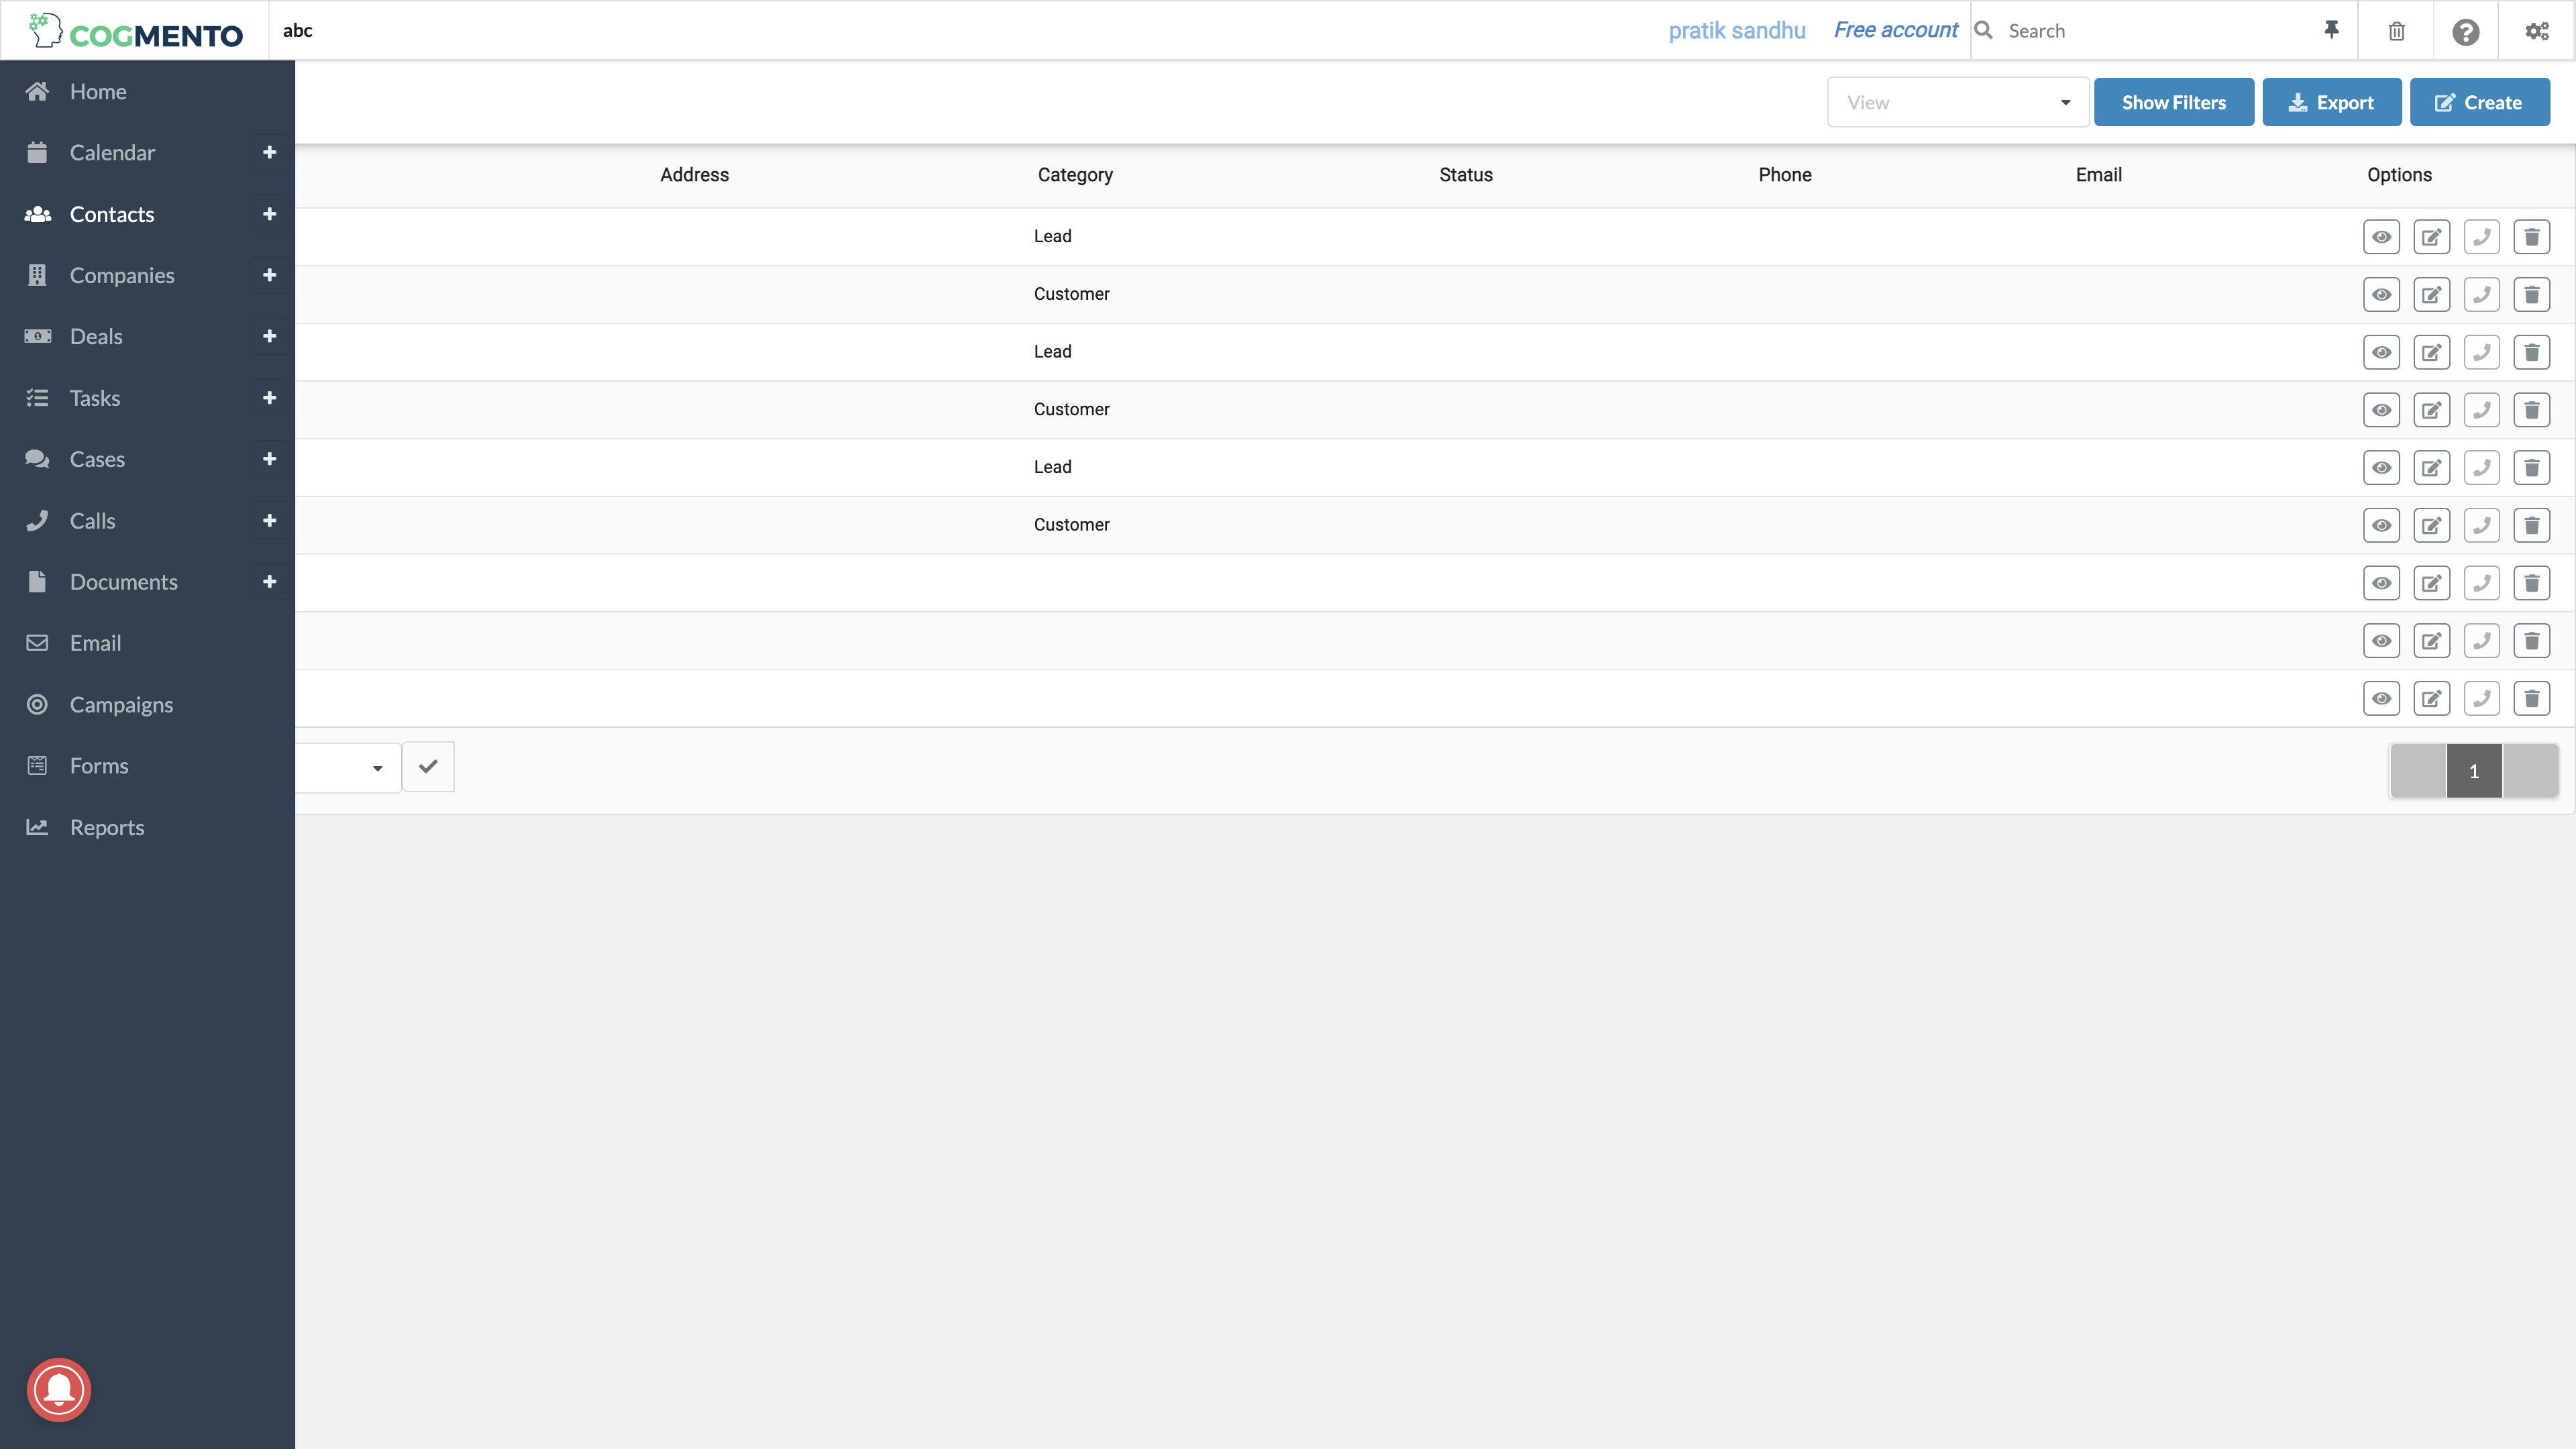 COGMENTO abc pratik sandhu Free account Search
Home
View Show Filters Export Create
Calendar
Address Category Status Phone Email Options
Contacts
Lead
Companies
Customer
Deals
Lead
Tasks
Customer
Cases
Lead
Calls
Customer
Documents
Email
Campaigns
Forms
1
Reports